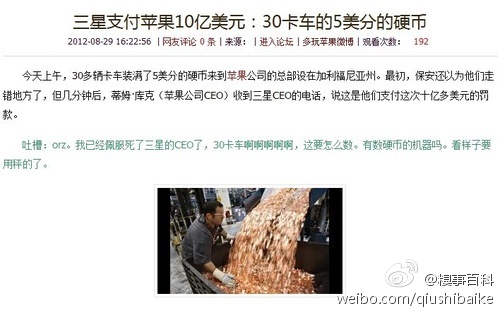 三星支付苹果10亿美元：30卡车的5美分的硬币
2012-08-29 16:22:56 | 网友评论 0 条 | 来源： | 进入论坛 | 多玩苹果微博 | 观看次数： 192
今天上午，30多辆卡车装满了5美分的硬币来到苹果公司的总部设在加利福尼亚州。最初，保安还以为他们走
错地方了，但几分钟后，蒂姆·库克（苹果公司CEO）收到三星CEO的电话，说这是他们支付这次十亿多美元的罚
款。
吐槽：orz。我已经佩服死了三星的CEO了，30卡车啊啊啊啊啊，这要怎么数。有数硬币的机器吗。看样子要
用秤的了。
@糗事百科
weibo.com/qiushibaike